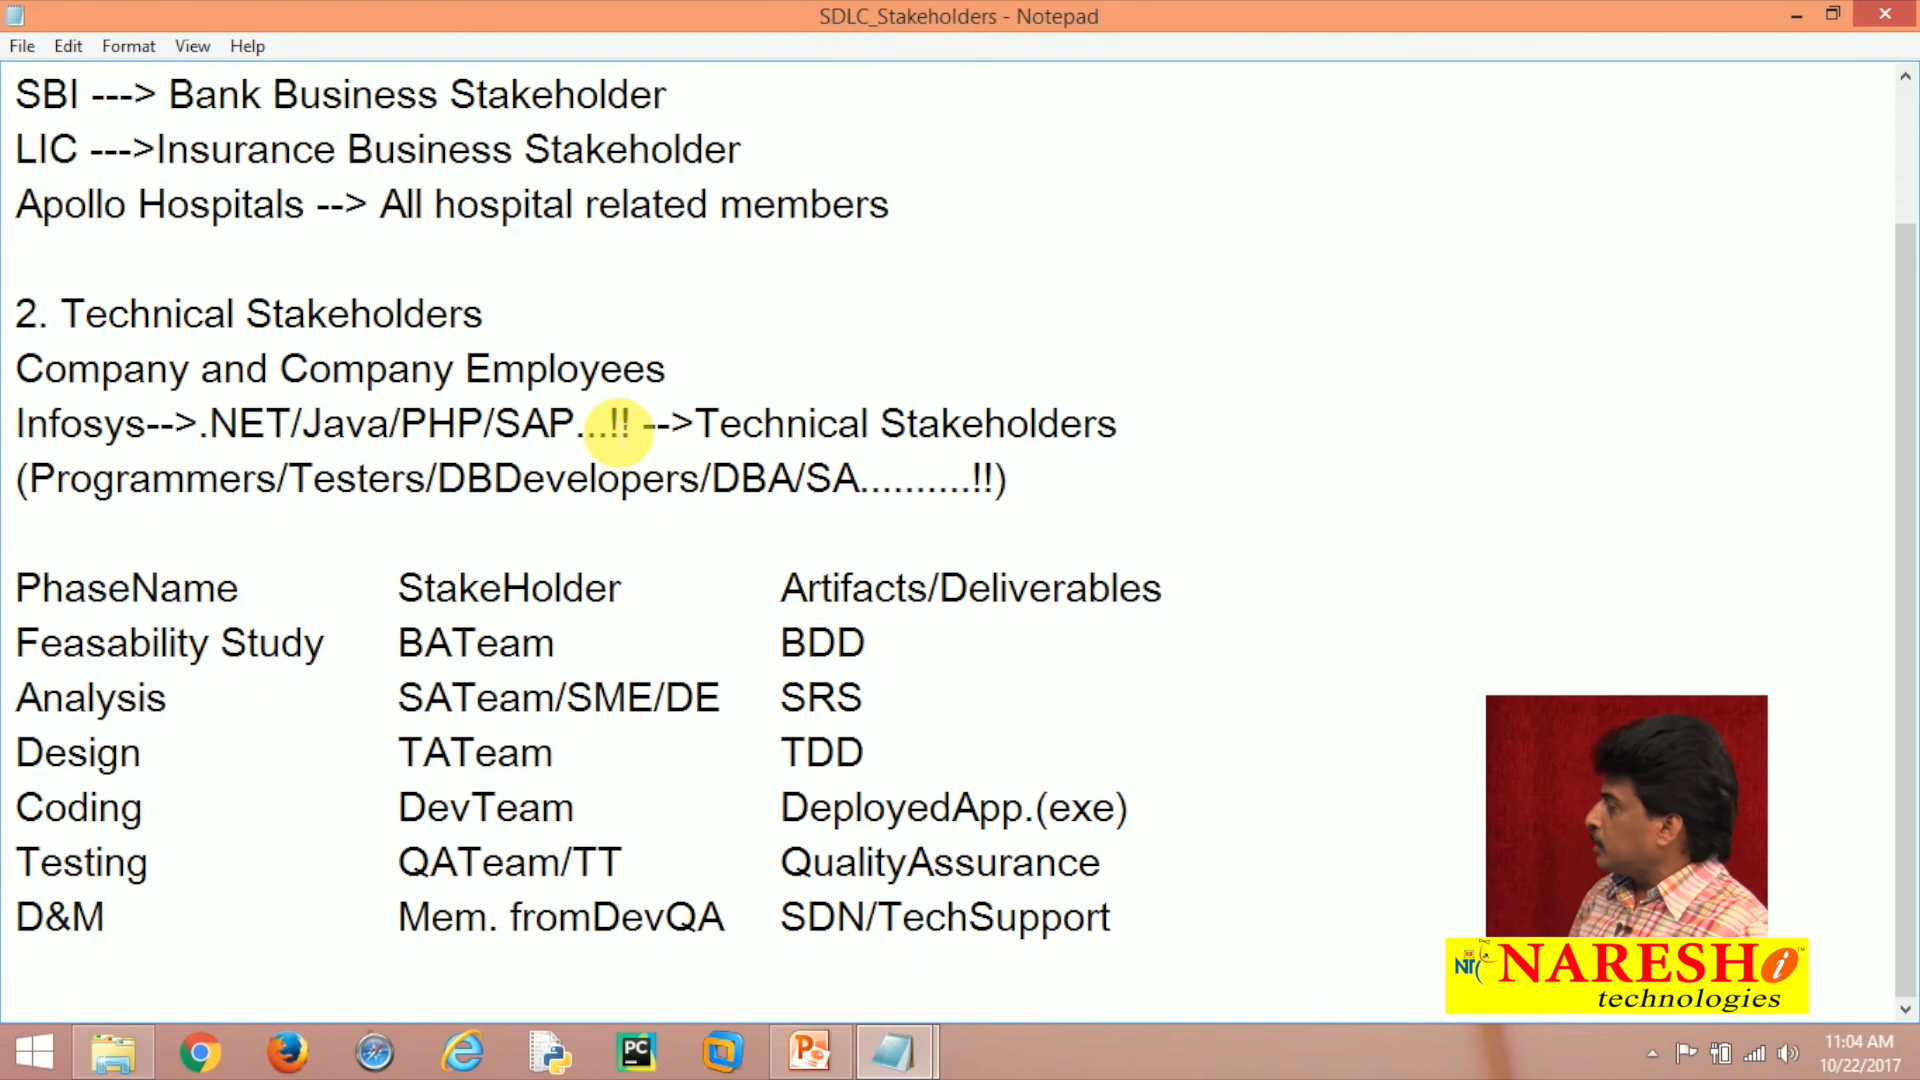 SDLC_Stakeholders - Notepad
File Edit Format View Help
SBI ---> Bank Business Stakeholder
LIC --->Insurance Business Stakeholder
Apollo Hospitals --> All hospital related members
2. Technical Stakeholders
Company and Company Employees
Infosys-->.NET/Java/PHP/SAP...!! -->Technical Stakeholders
(Programmers/Testers/DBDevelopers/DBA/SA..........!!)
PhaseName StakeHolder Artifacts/Deliverables
Feasability Study BATeam BDD
Analysis SATeam/SME/DE SRS
Design TATeam TDD
Coding DevTeam DeployedApp.(exe)
Testing QATeam/TT QualityAssurance
D&M Mem. fromDevQA SDN/TechSupport
NARESH i
technologies
PC
11:04 AM
10/22/2017